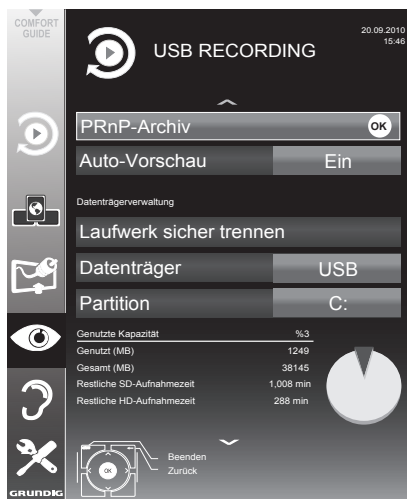 COMFORT
GUIDE
USB RECORDING
20.09.2010
15:46
PRnP-Archiv OK
Auto-Vorschau Ein
Datenträgerverwaltung
Laufwerk sicher trennen
Datenträger USB
Partition C:
Genutzte Kapazität %3
Genutzt (MB) 1249
Gesamt (MB) 38145
Restliche SD-Aufnahmezeit 1,008 min
Restliche HD-Aufnahmezeit 288 min
OK
Beenden
Zurück
GRUNDIG